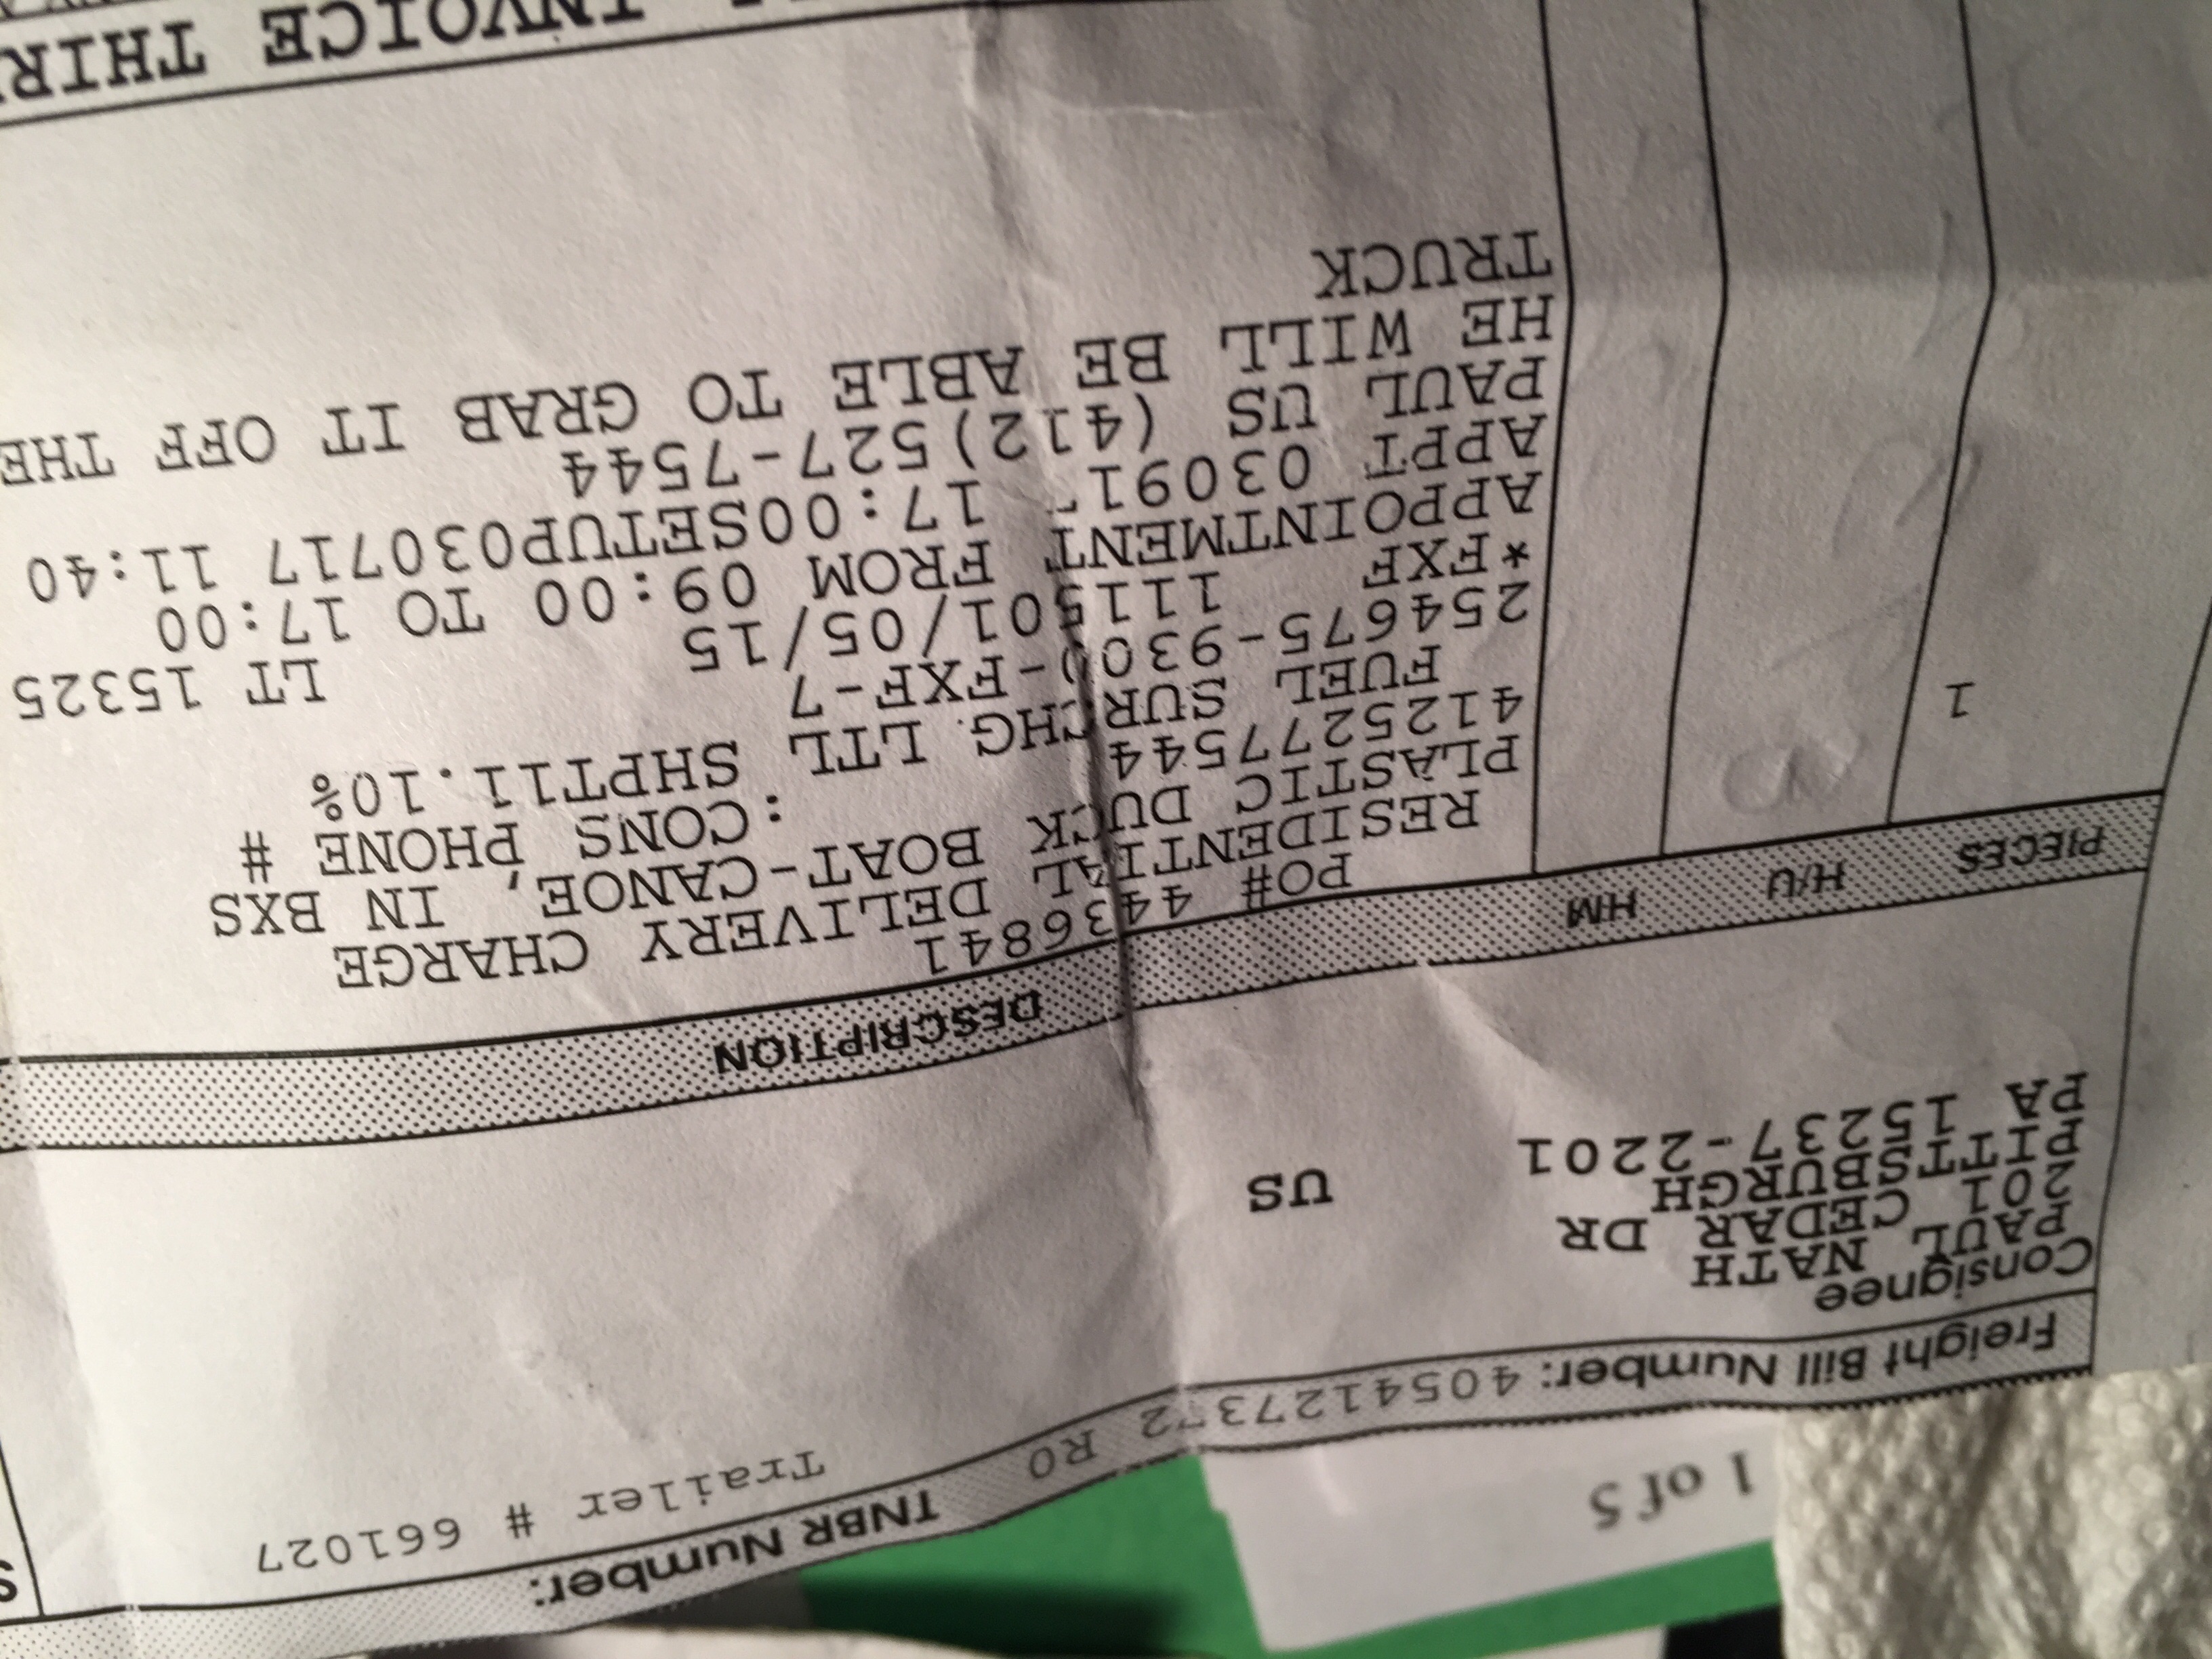 1 of 5
Freight Bill Number: 4054127372 R0 TNBR Number:
Trailer # 661027
Consignee
PAUL NATH
201 CEDAR DR
PITTSBURGH
PA 15237-2201 US
PIECES H/U HM DESCRIPTION
PO# 4436841
RESIDENTIAL DELIVERY CHARGE
1 PLASTIC DUCK BOAT-CANOE, IN BXS
4125277544 :CONS PHONE #
FUEL SURCHG LTL SHPT11.10%
254675-9300-FXF-7
*FXF 111501/05/15 LT 15325
APPOINTMENT FROM 09:00 TO 17:00
APPT 17:00SETUP030717 11:40
PAUL US (412)527-7544
HE WILL BE ABLE TO GRAB IT OFF THE
TRUCK
INVOICE